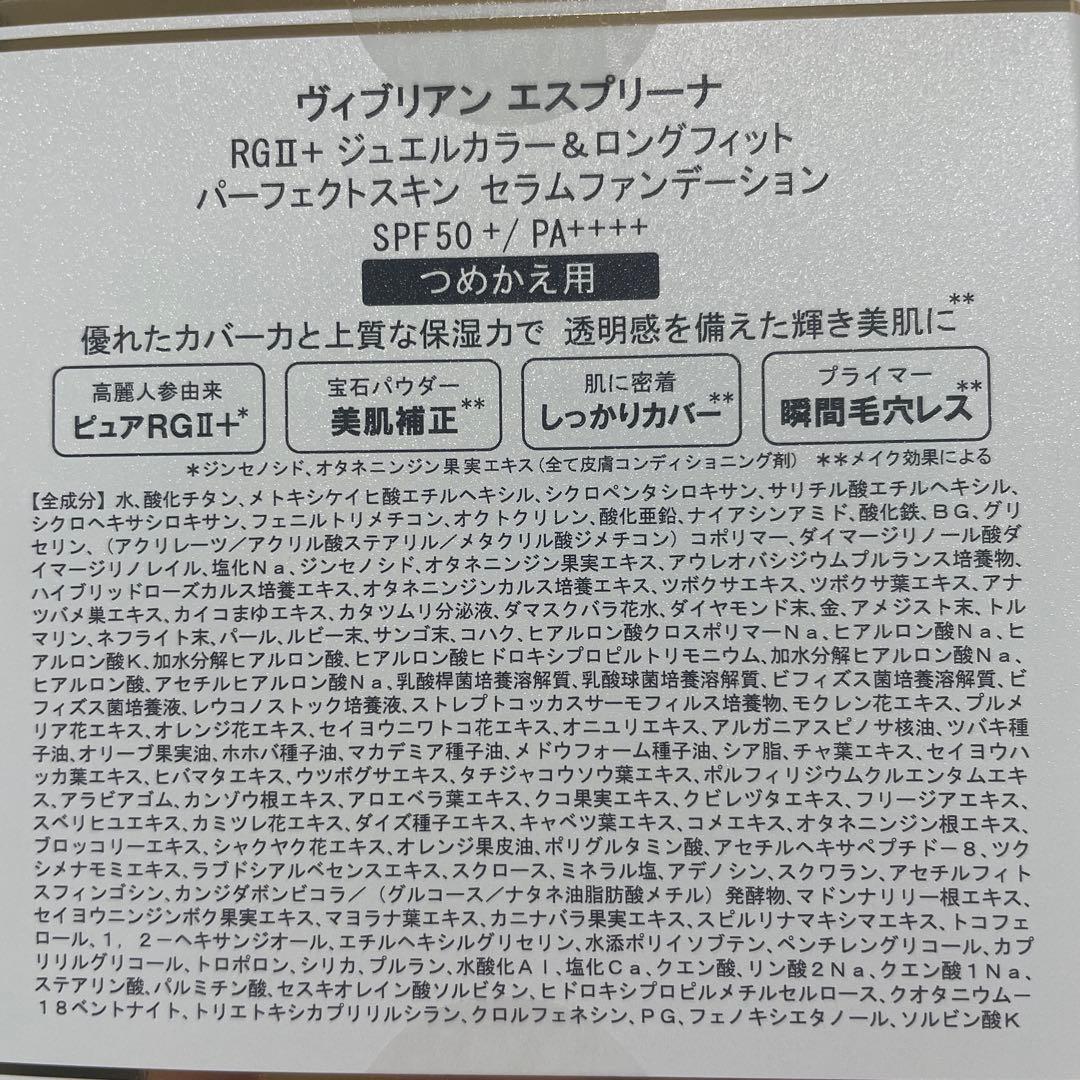 ヴィブリアン エスプリーナ
RGⅡ+ ジュエルカラー&ロングフィット
パーフェクトスキン セラムファンデーション
SPF50+/ PA++++
つめかえ用
優れたカバー力と上質な保湿力で 透明感を備えた輝き美肌に**
高麗人参由来
ピュアRGⅡ+*
宝石パウダー
美肌補正**
肌に密着
しっかりカバー**
プライマー
瞬間毛穴レス**
*ジンセノシド、オタネニンジン果実エキス(全て皮膚コンディショニング剤) **メイク効果による
【全成分】水、酸化チタン、メトキシケイヒ酸エチルヘキシル、シクロペンタシロキサン、サリチル酸エチルヘキシル、
シクロヘキサシロキサン、フェニルトリメチコン、オクトクリレン、酸化亜鉛、ナイアシンアミド、酸化鉄、BG、グリ
セリン、(アクリレーツ/アクリル酸ステアリル/メタクリル酸ジメチコン)コポリマー、ダイマージリノール酸ダ
イマージリノレイル、塩化Na、ジンセノシド、オタネニンジン果実エキス、アウレオバシジウムプルランス培養物、
ハイブリッドローズカルス培養エキス、オタネニンジンカルス培養エキス、ツボクサエキス、ツボクサ葉エキス、アナ
ツバメ巣エキス、カイコまゆエキス、カタツムリ分泌液、ダマスクバラ花水、ダイヤモンド末、金、アメジスト末、トル
マリン、ネフライト末、パール、ルビー末、サンゴ末、コハク、ヒアルロン酸クロスポリマーNa、ヒアルロン酸Na、ヒ
アルロン酸K、加水分解ヒアルロン酸、ヒアルロン酸ヒドロキシプロピルトリモニウム、加水分解ヒアルロン酸Na、
ヒアルロン酸、アセチルヒアルロン酸Na、乳酸桿菌培養溶解質、乳酸球菌培養溶解質、ビフィズス菌培養溶解質、ビ
フィズス菌培養液、レウコノストック培養液、ストレプトコッカスサーモフィルス培養物、モクレン花エキス、プルメ
リア花エキス、オレンジ花エキス、セイヨウニワトコ花エキス、オニユリエキス、アルガニアスピノサ核油、ツバキ種
子油、オリーブ果実油、ホホバ種子油、マカデミア種子油、メドウフォーム種子油、シア脂、チャ葉エキス、セイヨウハ
ッカ葉エキス、ヒバマタエキス、ウツボグサエキス、タチジャコウソウ葉エキス、ポルフィリジウムクルエンタムエキ
ス、アラビアゴム、カンゾウ根エキス、アロエベラ葉エキス、クコ果実エキス、クビレヅタエキス、フリージアエキス、
スベリヒユエキス、カミツレ花エキス、ダイズ種子エキス、キャベツ葉エキス、コメエキス、オタネニンジン根エキス、
ブロッコリーエキス、シャクヤク花エキス、オレンジ果皮油、ポリグルタミン酸、アセチルヘキサペプチド-8、ツク
シメナモミエキス、ラブドシアルベセンスエキス、スクロース、ミネラル塩、アデノシン、スクワラン、アセチルフィト
スフィンゴシン、カンジダボンビコラ/(グルコース/ナタネ油脂肪酸メチル)発酵物、マドンナリリー根エキス、
セイヨウニンジンボク果実エキス、マヨラナ葉エキス、カニナバラ果実エキス、スピルリナマキシマエキス、トコフェ
ロール、1,2-ヘキサンジオール、エチルヘキシルグリセリン、水添ポリイソブテン、ペンチレングリコール、カプ
リリルグリコール、トロポロン、シリカ、プルラン、水酸化Al、塩化Ca、クエン酸、リン酸2Na、クエン酸1Na、
ステアリン酸、パルミチン酸、セスキオレイン酸ソルビタン、ヒドロキシプロピルメチルセルロース、クオタニウム-
18ベントナイト、トリエトキシカプリリルシラン、クロルフェネシン、PG、フェノキシエタノール、ソルビン酸K